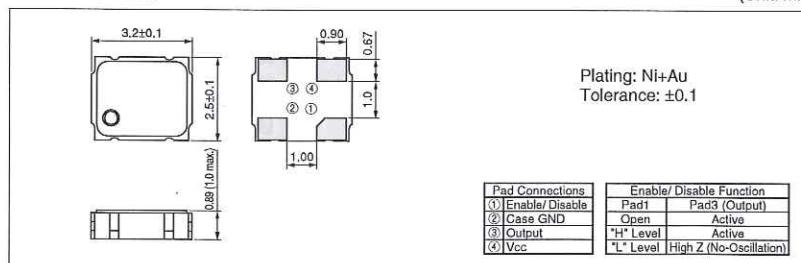 3.2±0.1
2.5±0.1
0.89 (1.0 max.)
0.90
0.67
1.0
1.00
③ ④
② ①
Plating: Ni+Au
Tolerance: ±0.1
Pad Connections
① Enable/ Disable
② Case GND
③ Output
④ Vcc
Enable/ Disable Function
Pad1 Pad3 (Output)
Open Active
"H" Level Active
"L" Level High Z (No-Oscillation)